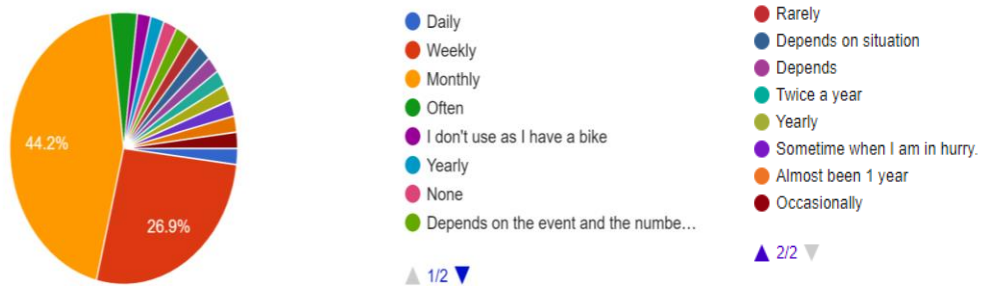 44.2%
26.9%
Daily
Weekly
Monthly
Often
I don't use as I have a bike
Yearly
None
Depends on the event and the numbe...
1/2
Rarely
Depends on situation
Depends
Twice a year
Yearly
Sometime when I am in hurry.
Almost been 1 year
Occasionally
2/2